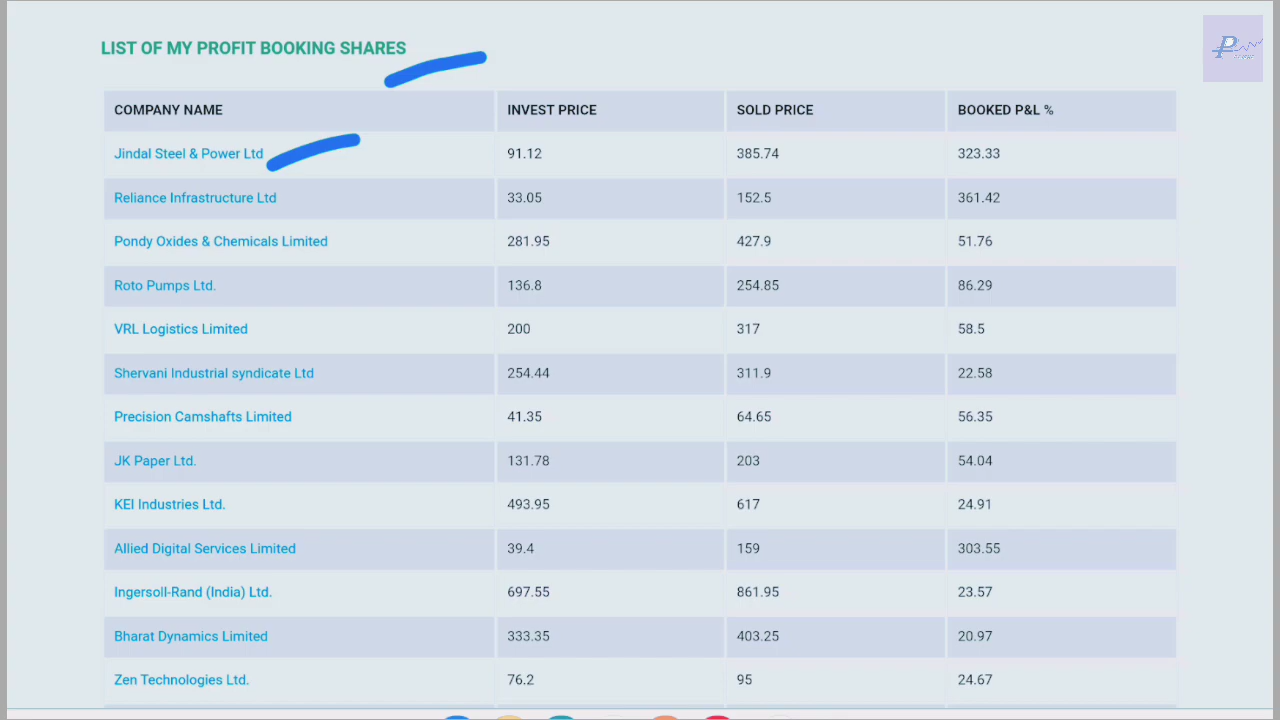 LIST OF MY PROFIT BOOKING SHARES
COMPANY NAME INVEST PRICE SOLD PRICE BOOKED P&L %
Jindal Steel & Power Ltd 91.12 385.74 323.33
Reliance Infrastructure Ltd 33.05 152.5 361.42
Pondy Oxides & Chemicals Limited 281.95 427.9 51.76
Roto Pumps Ltd. 136.8 254.85 86.29
VRL Logistics Limited 200 317 58.5
Shervani Industrial syndicate Ltd 254.44 311.9 22.58
Precision Camshafts Limited 41.35 64.65 56.35
JK Paper Ltd. 131.78 203 54.04
KEI Industries Ltd. 493.95 617 24.91
Allied Digital Services Limited 39.4 159 303.55
Ingersoll-Rand (India) Ltd. 697.55 861.95 23.57
Bharat Dynamics Limited 333.35 403.25 20.97
Zen Technologies Ltd. 76.2 95 24.67